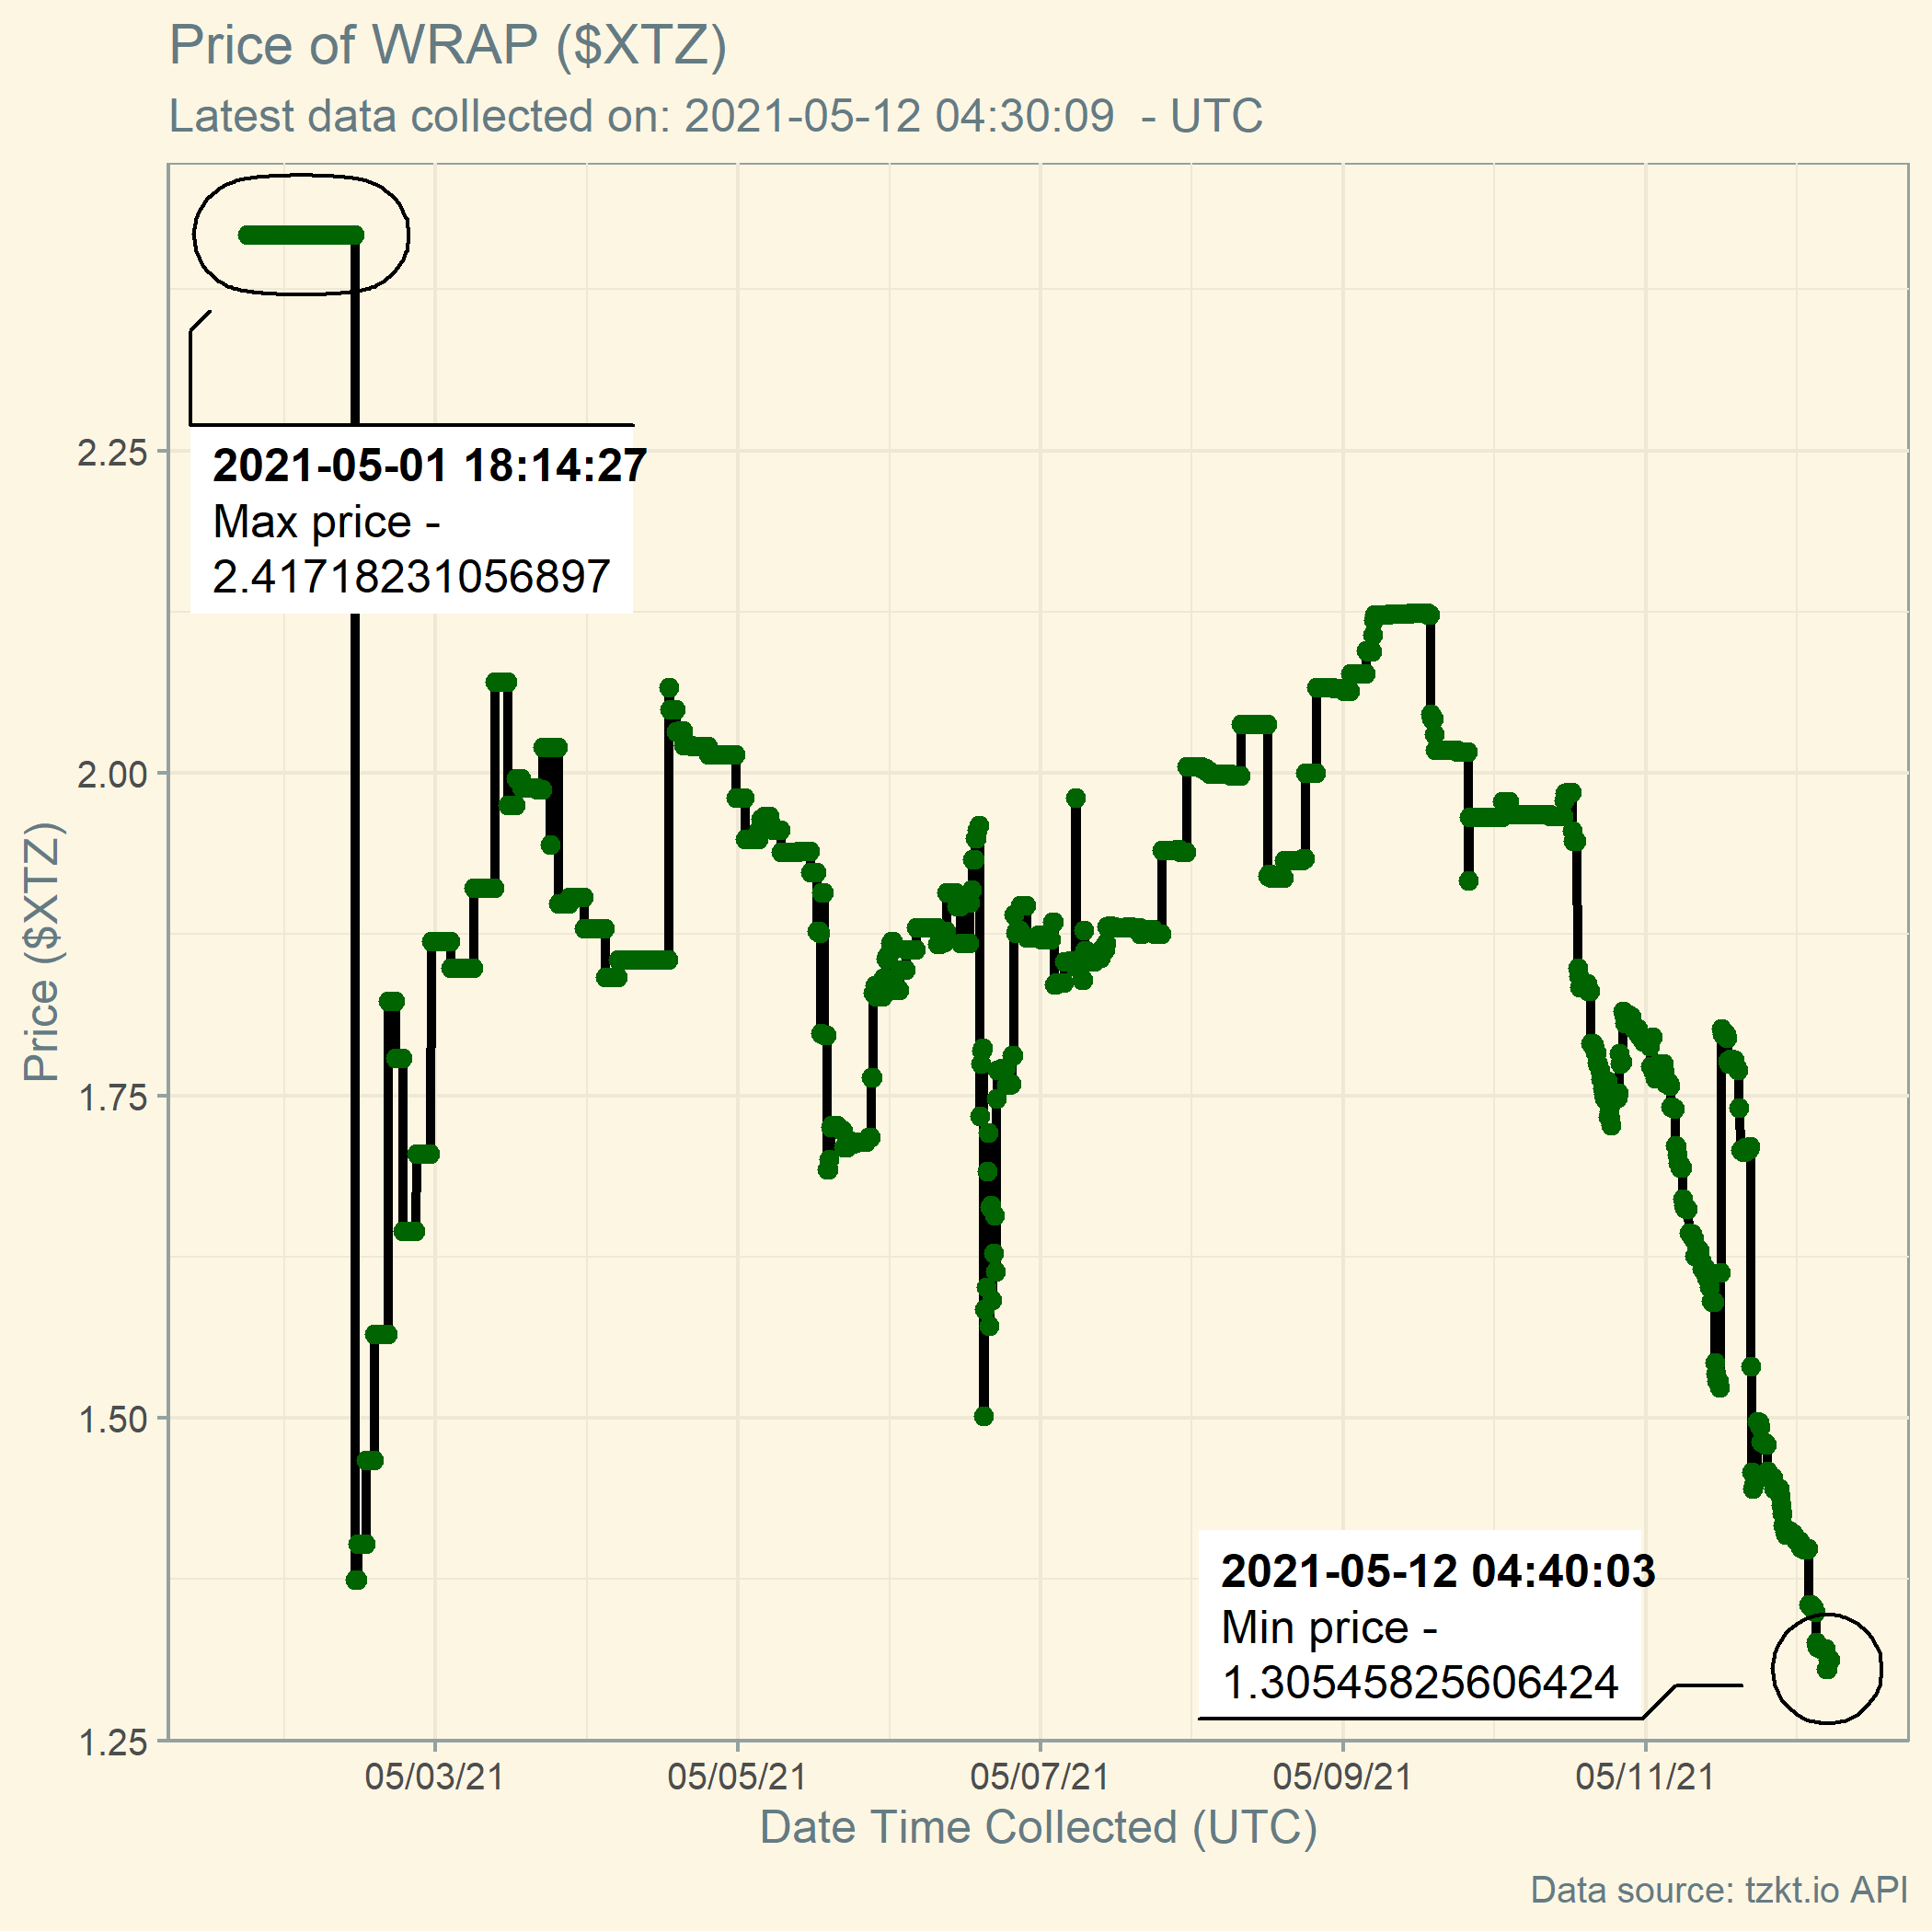 Price of WRAP ($XTZ)
Latest data collected on: 2021-05-12 04:30:09  - UTC
2021-05-01 18:14:27
Max price -
2.41718231056897
2021-05-12 04:40:03
Min price -
1.30545825606424
Price ($XTZ)
2.25
2.00
1.75
1.50
1.25
05/03/21
05/05/21
05/07/21
05/09/21
05/11/21
Date Time Collected (UTC)
Data source: tzkt.io API